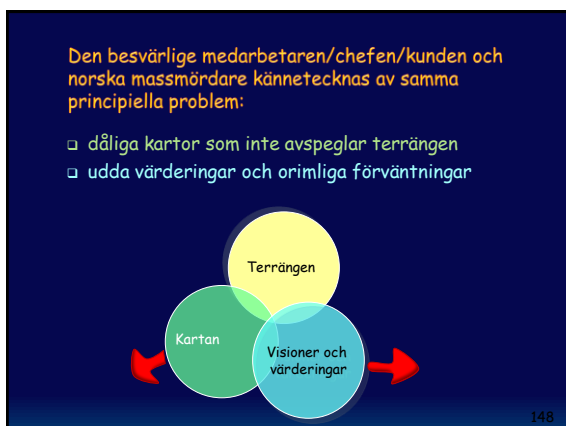 Den besvärlige medarbetaren/chefen/kunden och
norska massmördare kännetecknas av samma
principiella problem:
dåliga kartor som inte avspeglar terrängen
udda värderingar och orimliga förväntningar
Terrängen
Kartan
Visioner och
värderingar
148